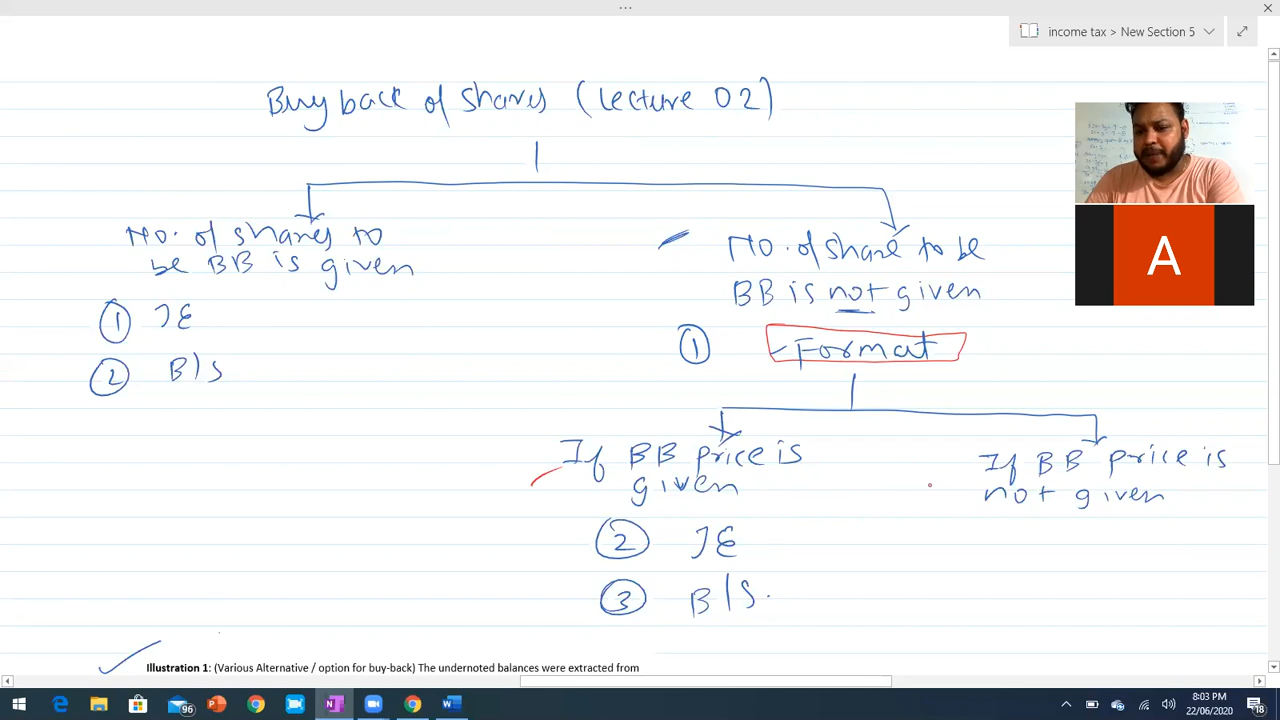 income tax > New Section 5
Buy back of shares (lecture 02)
No. of shares to
be BB is given
① JE
② B/S
No. of share to be
BB is not given
① Format
If BB price is
given
② JE
③ B/S.
If BB price is
not given
A
Illustration 1: (Various Alternative / option for buy-back) The undernoted balances were extracted from
96
8:03 PM
22/06/2020
18